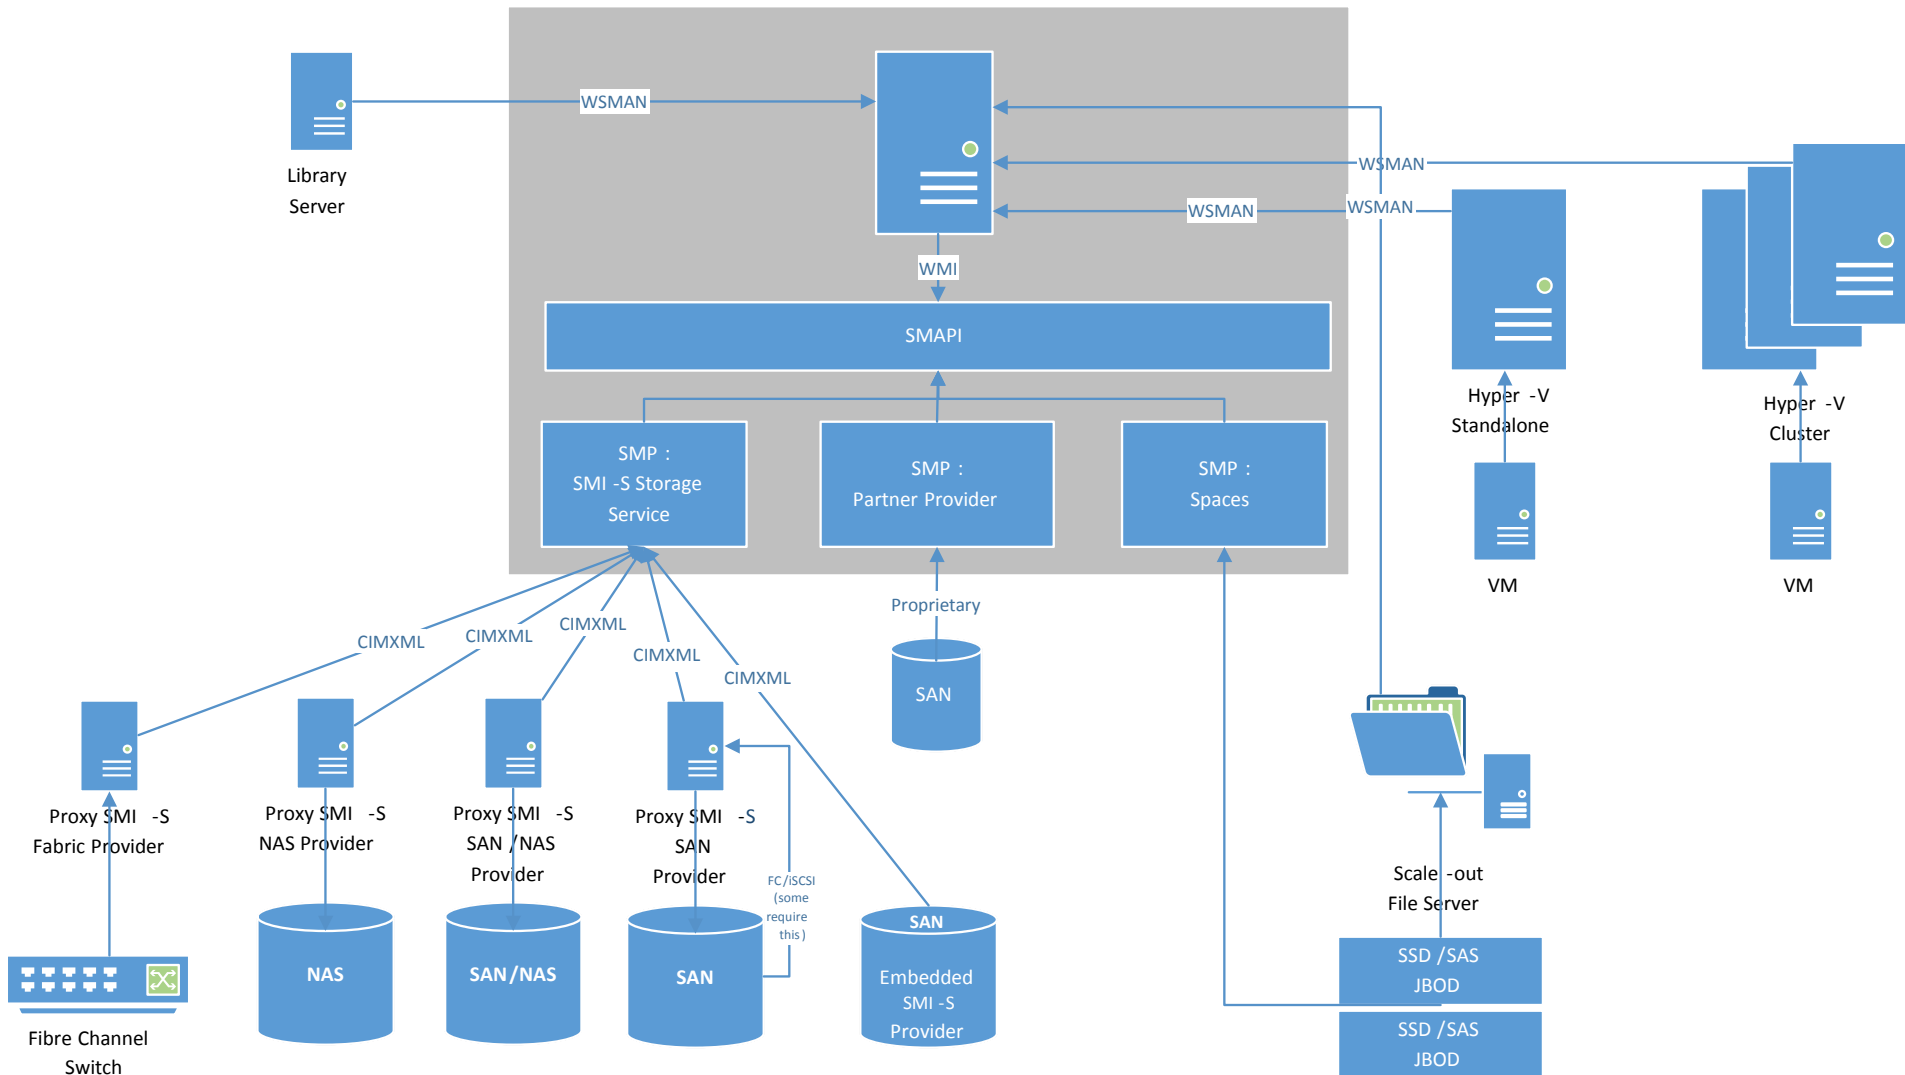 WSMAN
Library
Server
WSMAN
WSMAN
WSMAN
WMI
SMAPI
Hyper -V
Standalone
Hyper -V
Cluster
SMP :
SMI -S Storage
Service
SMP :
Partner Provider
SMP :
Spaces
VM
VM
Proprietary
CIMXML
CIMXML
CIMXML
CIMXML
CIMXML
SAN
Proxy SMI -S
Fabric Provider
Proxy SMI -S
NAS Provider
Proxy SMI -S
SAN /NAS
Provider
Proxy SMI -S
SAN
Provider
FC/iSCSI
(some
require
this )
Scale -out
File Server
NAS
SAN/NAS
SAN
SAN
Embedded
SMI -S
Provider
SSD /SAS
JBOD
SSD /SAS
JBOD
Fibre Channel
Switch